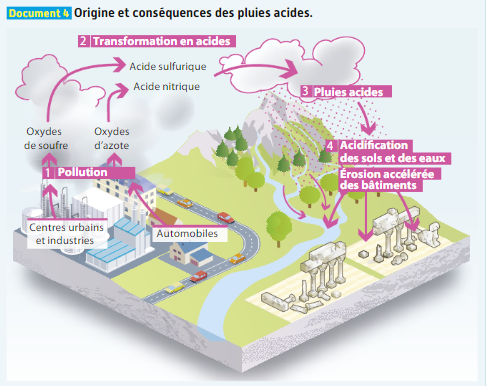 Document 4 Origine et conséquences des pluies acides.
2 Transformation en acides
Acide sulfurique
Acide nitrique
3 Pluies acides
Oxydes
de soufre
Oxydes
d'azote
4 Acidification
des sols et des eaux
Érosion accélérée
des bâtiments
1 Pollution
Centres urbains
et industries
Automobiles